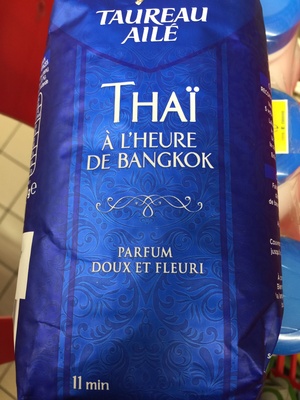 TAUREAU
AILÉ
THAÏ
À L'HEURE
DE BANGKOK
PARFUM
DOUX ET FLEURI
11 min